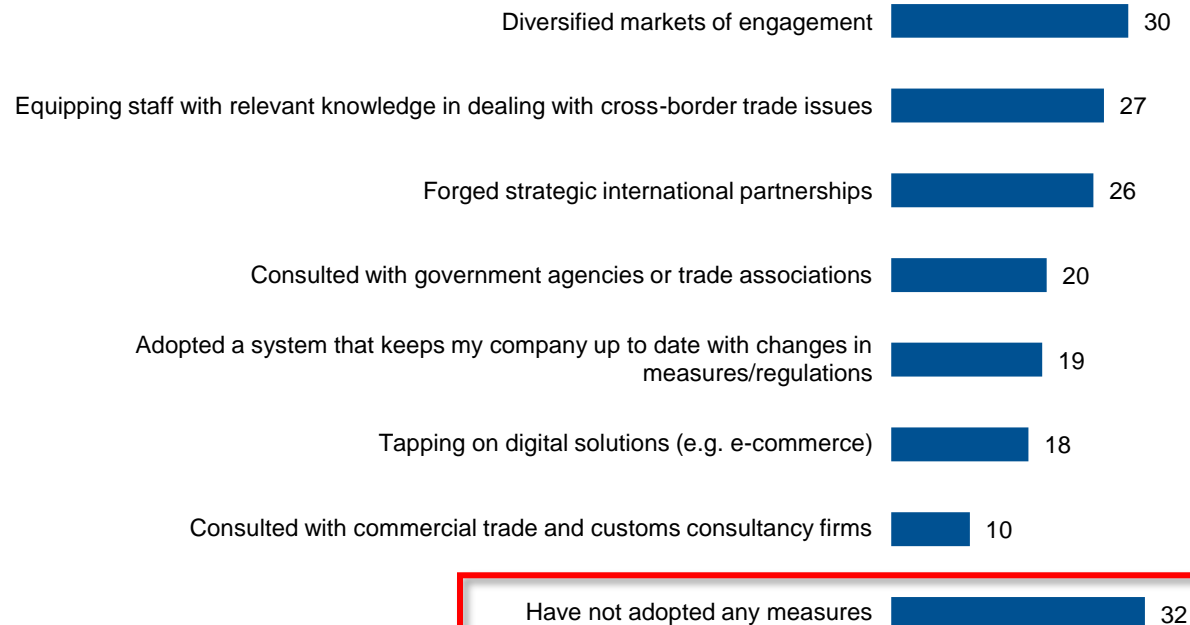 Diversified markets of engagement 30
Equipping staff with relevant knowledge in dealing with cross-border trade issues 27
Forged strategic international partnerships 26
Consulted with government agencies or trade associations 20
Adopted a system that keeps my company up to date with changes in
measures/regulations 19
Tapping on digital solutions (e.g. e-commerce) 18
Consulted with commercial trade and customs consultancy firms 10
Have not adopted any measures 32